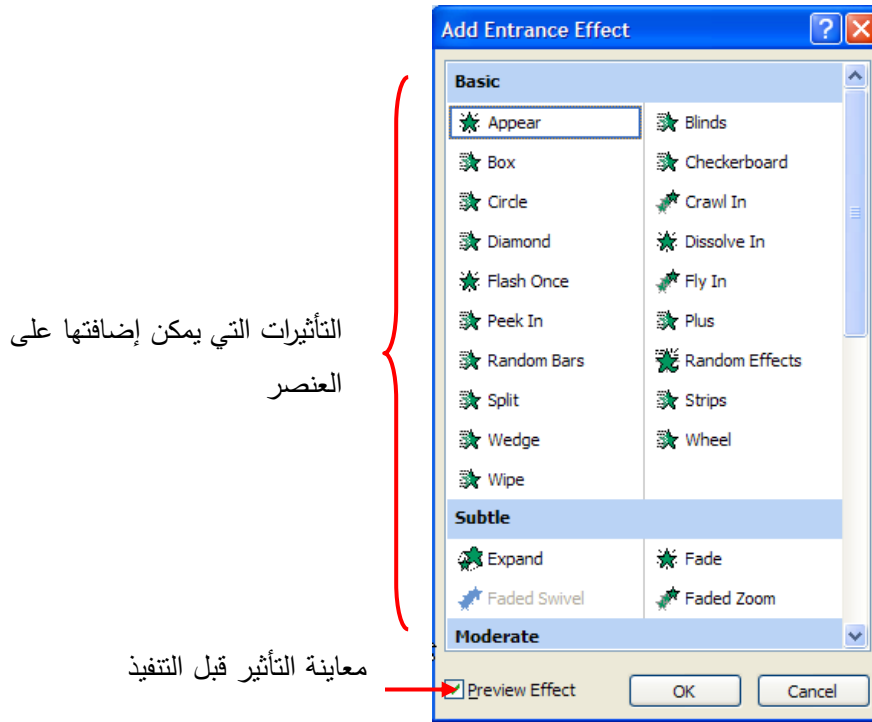 Add Entrance Effect
Basic
Appear Blinds
Box Checkerboard
Circle Crawl In
Diamond Dissolve In
Flash Once Fly In
Peek In Plus
Random Bars Random Effects
Split Strips
Wedge Wheel
Wipe
Subtle
Expand Fade
Faded Swivel Faded Zoom
Moderate
Preview Effect OK Cancel
التأثيرات التي يمكن إضافتها على
العنصر
معاينة التأثير قبل التنفيذ